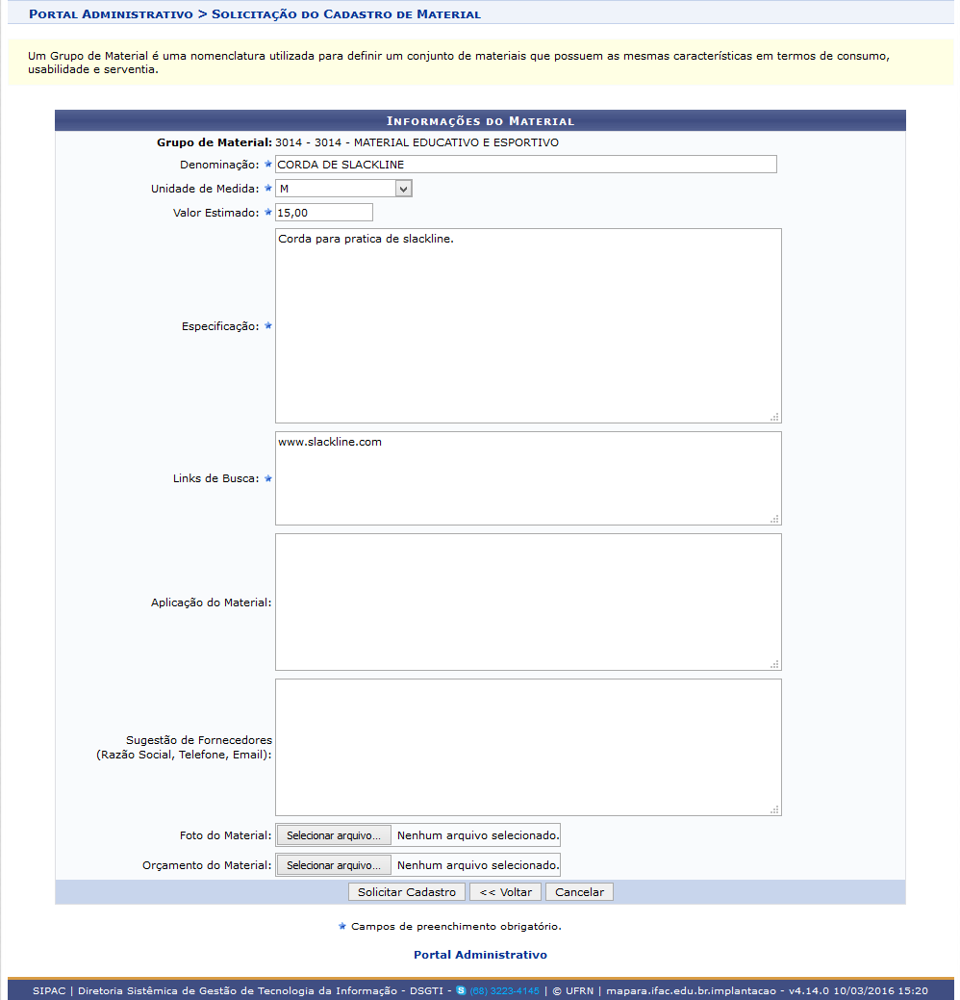 Portal Administrativo > Solicitação do Cadastro de Material
Um Grupo de Material é uma nomenclatura utilizada para definir um conjunto de materiais que possuem as mesmas características em termos de consumo,
usabilidade e serventia.
Informações do Material
Grupo de Material: 3014 - 3014 - MATERIAL EDUCATIVO E ESPORTIVO
Denominação: CORDA DE SLACKLINE
Unidade de Medida: M
Valor Estimado: 15,00
Especificação: Corda para pratica de slackline.
Links de Busca: www.slackline.com
Aplicação do Material:
Sugestão de Fornecedores
(Razão Social, Telefone, Email):
Foto do Material: Selecionar arquivo... Nenhum arquivo selecionado.
Orçamento do Material: Selecionar arquivo... Nenhum arquivo selecionado.
Solicitar Cadastro << Voltar Cancelar
Campos de preenchimento obrigatório.
Portal Administrativo
SIPAC | Diretoria Sistêmica de Gestão de Tecnologia da Informação - DSGTI - (68) 3223-4145 | © UFRN | mapara.ifac.edu.br.implantacao - v4.14.0 10/03/2016 15:20